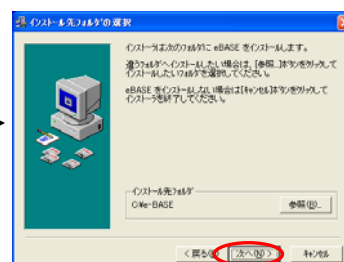 インストール先フォルダの選択
インストーラは次のフォルダに eBASE をインストールします。
違うフォルダへインストールしたい場合は、[参照...]ボタンをクリックして
インストールしたいフォルダを選択してください。
eBASE をインストールしない場合は[キャンセル]ボタンをクリックして
インストーラを終了してください。
インストール先フォルダ
C:¥e-BASE
参照(R)...
< 戻る(B)
次へ(N) >
キャンセル